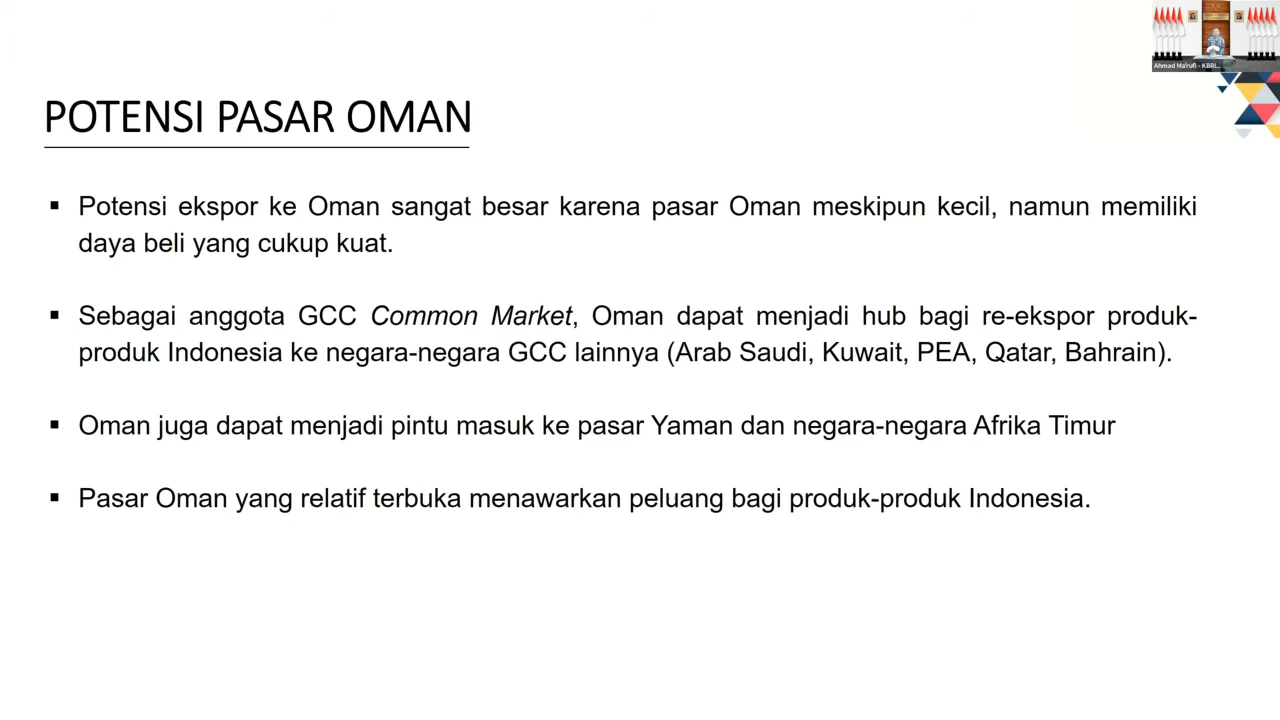 Ahmad Ma'rufi - KBRI...
POTENSI PASAR OMAN
▪ Potensi ekspor ke Oman sangat besar karena pasar Oman meskipun kecil, namun memiliki
daya beli yang cukup kuat.
▪ Sebagai anggota GCC Common Market, Oman dapat menjadi hub bagi re-ekspor produk-
produk Indonesia ke negara-negara GCC lainnya (Arab Saudi, Kuwait, PEA, Qatar, Bahrain).
▪ Oman juga dapat menjadi pintu masuk ke pasar Yaman dan negara-negara Afrika Timur
▪ Pasar Oman yang relatif terbuka menawarkan peluang bagi produk-produk Indonesia.